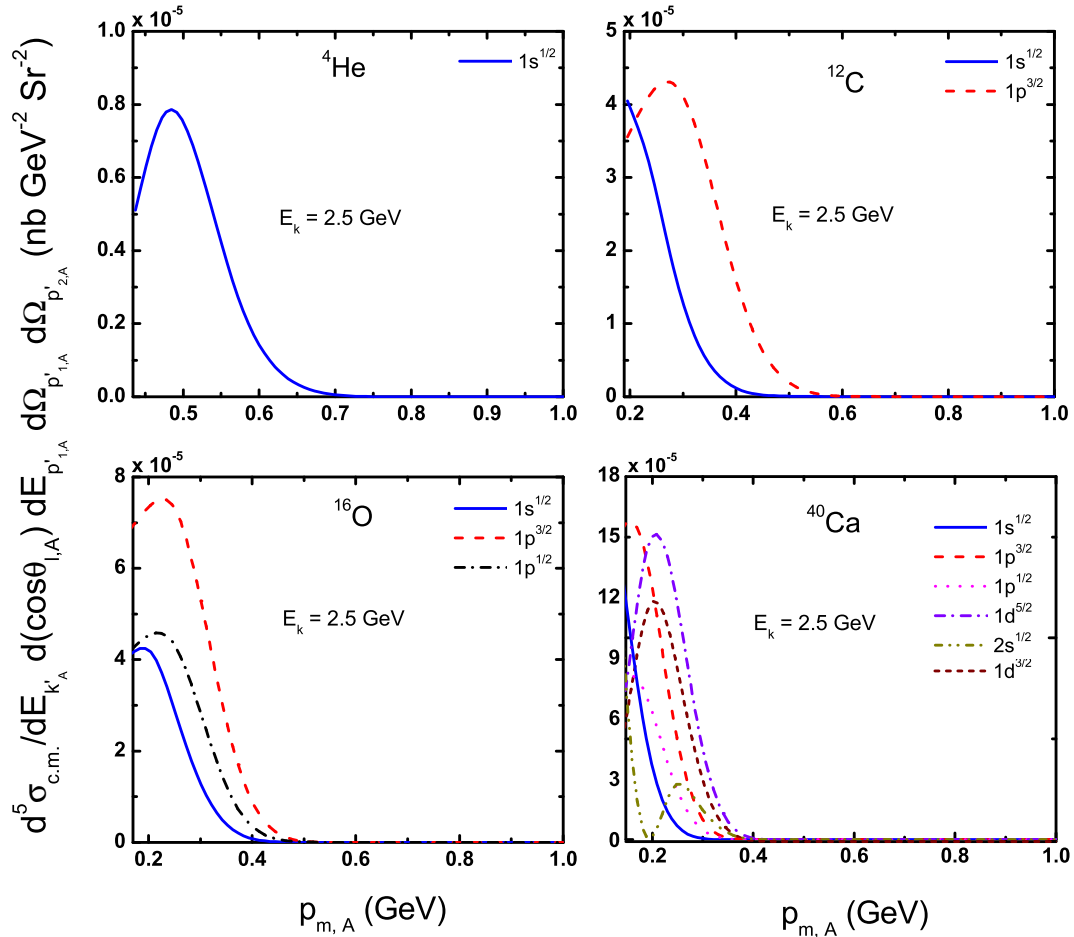 d⁵ σ_c.m. /dE_k'_A d(cosθ_l,A) dE_p'_1,A dΩ_p'_1,A dΩ_p'_2,A (nb GeV⁻² Sr⁻²)
x 10⁻⁵
⁴He
1s^1/2
E_k = 2.5 GeV
1.0
0.8
0.6
0.4
0.2
0.0
0.5 0.6 0.7 0.8 0.9 1.0
x 10⁻⁵
¹²C
1s^1/2
1p^3/2
E_k = 2.5 GeV
5
4
3
2
1
0
0.2 0.4 0.6 0.8 1.0
x 10⁻⁵
¹⁶O
1s^1/2
1p^3/2
1p^1/2
E_k = 2.5 GeV
8
6
4
2
0
0.2 0.4 0.6 0.8 1.0
p_m, A (GeV)
x 10⁻⁵
⁴⁰Ca
1s^1/2
1p^3/2
1p^1/2
1d^5/2
2s^1/2
1d^3/2
E_k = 2.5 GeV
18
15
12
9
6
3
0
0.2 0.4 0.6 0.8 1.0
p_m, A (GeV)